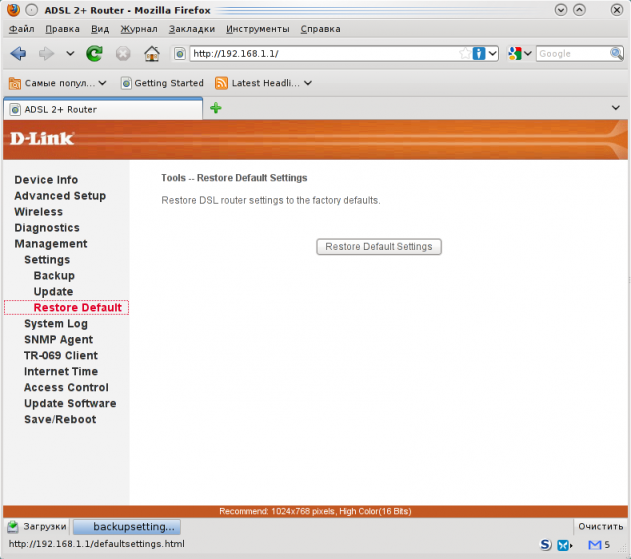 ADSL 2+ Router - Mozilla Firefox
Файл Правка Вид Журнал Закладки Инструменты Справка
http://192.168.1.1/
Google
Самые попул... Getting Started Latest Headli...
ADSL 2+ Router
D-Link
Device Info
Advanced Setup
Wireless
Diagnostics
Management
Settings
Backup
Update
Restore Default
System Log
SNMP Agent
TR-069 Client
Internet Time
Access Control
Update Software
Save/Reboot
Tools -- Restore Default Settings
Restore DSL router settings to the factory defaults.
Restore Default Settings
Recommend: 1024x768 pixels, High Color(16 Bits)
Загрузки backupsetting... Очистить
http://192.168.1.1/defaultsettings.html S 5